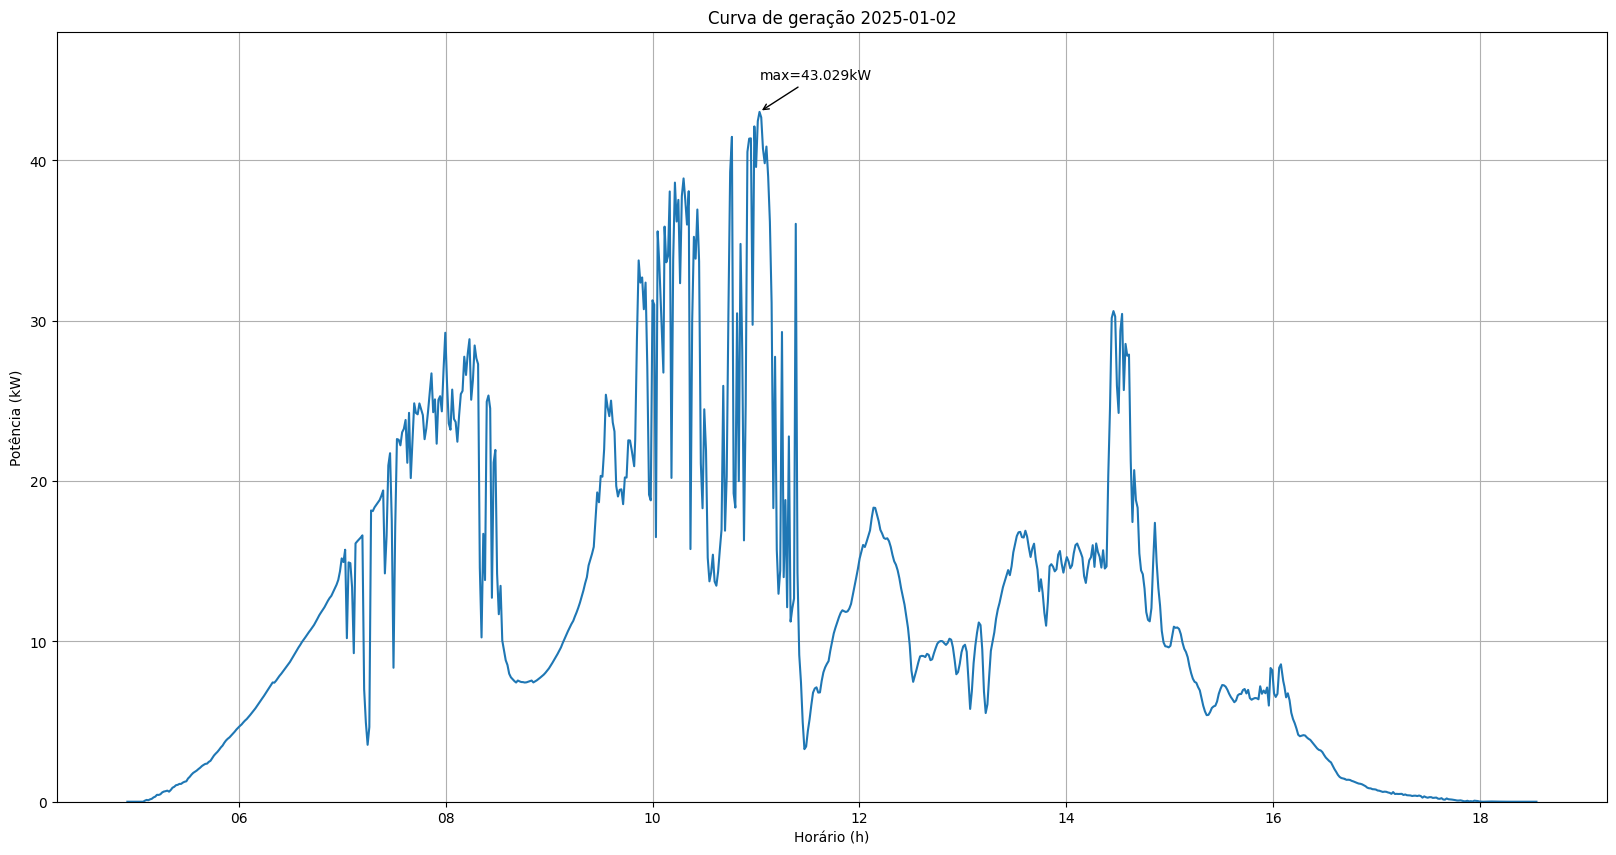 Curva de geração 2025-01-02
max=43.029kW
Potência (kW)
40
30
20
10
0
06 08 10 12 14 16 18
Horário (h)